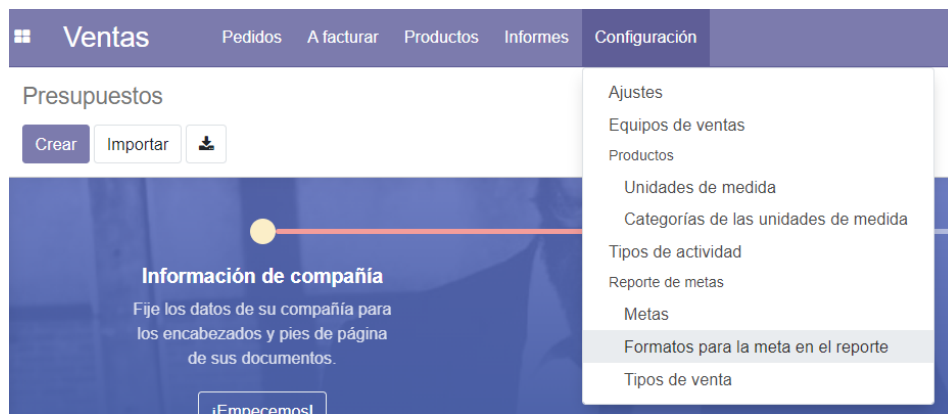 Ventas Pedidos A facturar Productos Informes Configuración
Presupuestos
Crear Importar
Ajustes
Equipos de ventas
Productos
Unidades de medida
Categorías de las unidades de medida
Tipos de actividad
Reporte de metas
Metas
Formatos para la meta en el reporte
Tipos de venta
Información de compañía
Fije los datos de su compañía para
los encabezados y pies de página
de sus documentos.
¡Empecemos!